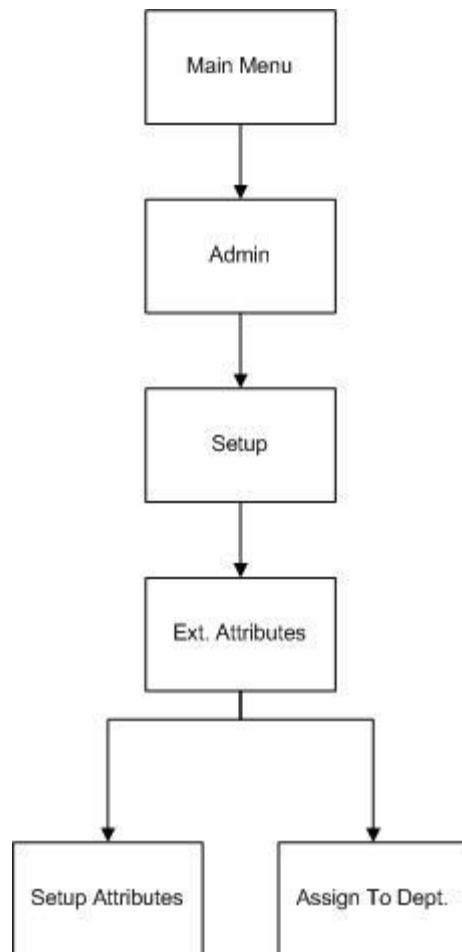 Main Menu
Admin
Setup
Ext. Attributes
Setup Attributes
Assign To Dept.